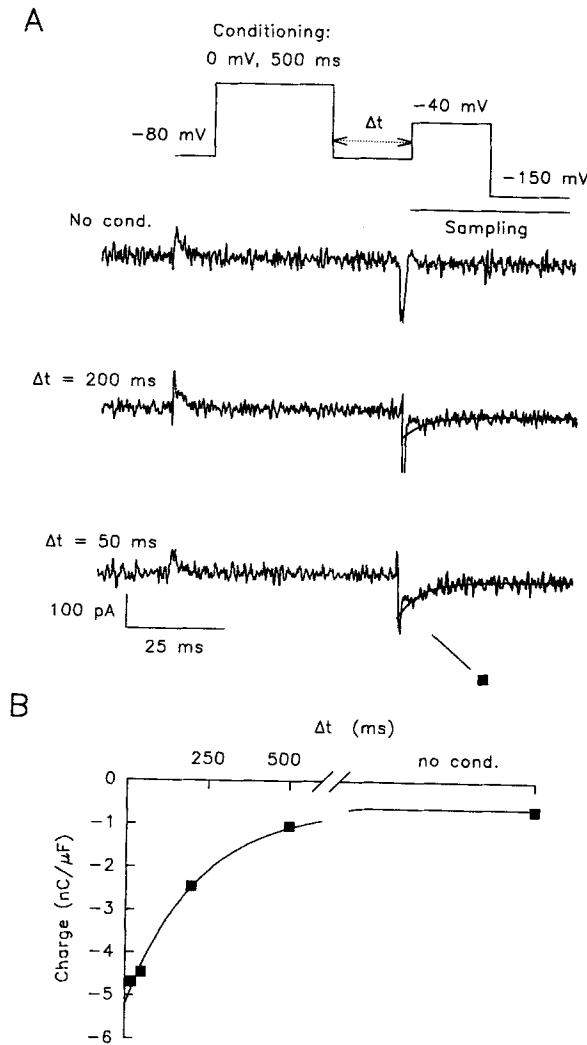 A
Conditioning:
0 mV, 500 ms
−40 mV
Δt
−80 mV
−150 mV
No cond.
Sampling
Δt = 200 ms
Δt = 50 ms
100 pA
25 ms
B
Δt (ms)
250 500 no cond.
0
−1
−2
−3
−4
−5
−6
Charge (nC/μF)